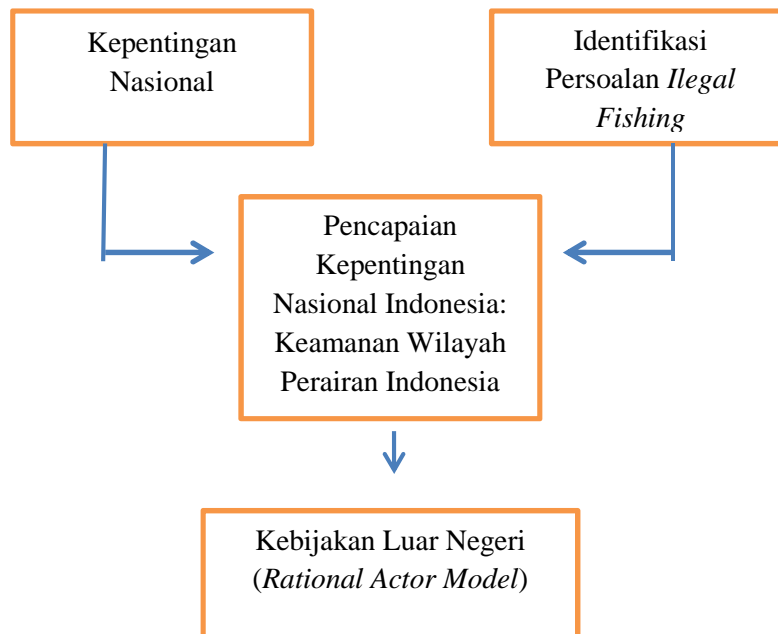 Kepentingan
Nasional
Identifikasi
Persoalan Ilegal
Fishing
Pencapaian
Kepentingan
Nasional Indonesia:
Keamanan Wilayah
Perairan Indonesia
Kebijakan Luar Negeri
(Rational Actor Model)